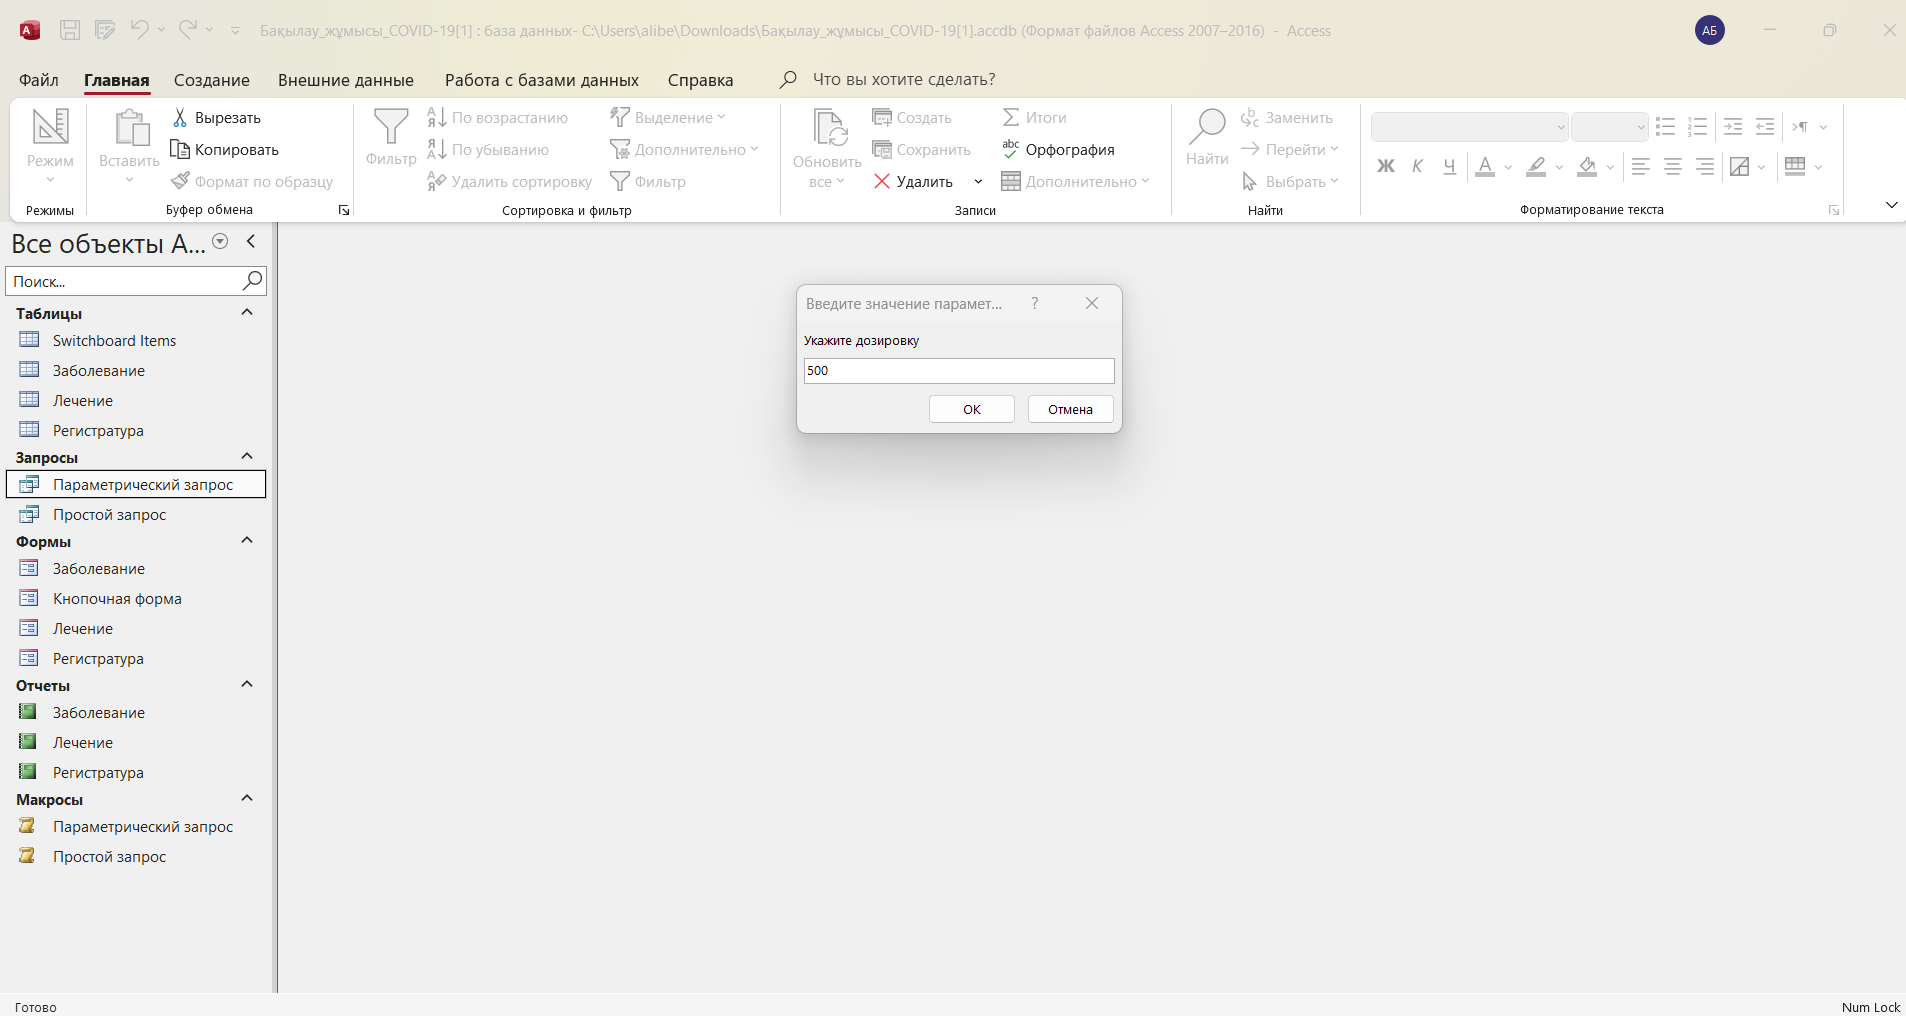 Бақылау_жұмысы_COVID-19[1] : база данных- C:\Users\alibe\Downloads\Бақылау_жұмысы_COVID-19[1].accdb (Формат файлов Access 2007–2016) - Access
АБ
Файл Главная Создание Внешние данные Работа с базами данных Справка Что вы хотите сделать?
Режим
Режимы
Вставить
Вырезать
Копировать
Формат по образцу
Буфер обмена
Фильтр
По возрастанию
По убыванию
Удалить сортировку
Выделение
Дополнительно
Фильтр
Сортировка и фильтр
Обновить
все
Создать
Сохранить
Удалить
Итоги
Орфография
Дополнительно
Записи
Найти
Заменить
Перейти
Выбрать
Найти
Ж К Ч А
Форматирование текста
Все объекты A...
Поиск...
Таблицы
Switchboard Items
Заболевание
Лечение
Регистратура
Запросы
Параметрический запрос
Простой запрос
Формы
Заболевание
Кнопочная форма
Лечение
Регистратура
Отчеты
Заболевание
Лечение
Регистратура
Макросы
Параметрический запрос
Простой запрос
Введите значение парамет... ?
Укажите дозировку
500
ОК Отмена
Готово
Num Lock